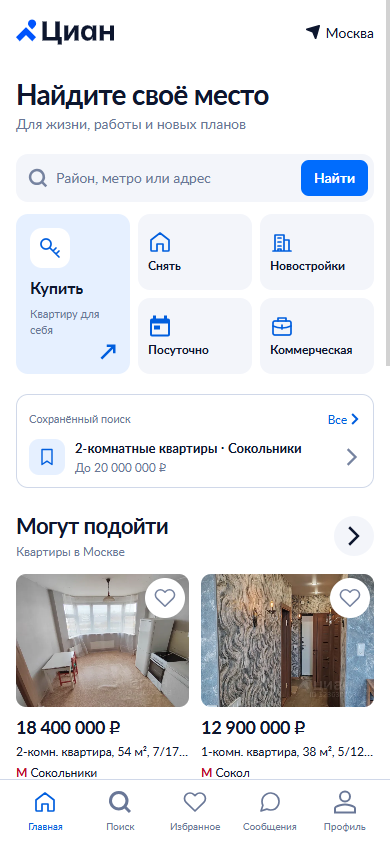 Циан
Москва
Найдите своё место
Для жизни, работы и новых планов
Район, метро или адрес
Найти
Купить
Квартиру для
себя
Снять
Новостройки
Посуточно
Коммерческая
Сохранённый поиск
Все
2-комнатные квартиры · Сокольники
До 20 000 000 ₽
Могут подойти
Квартиры в Москве
18 400 000 ₽
12 900 000 ₽
2-комн. квартира, 54 м², 7/17...
1-комн. квартира, 38 м², 5/12...
М Сокольники
М Сокол
Главная
Поиск
Избранное
Сообщения
Профиль